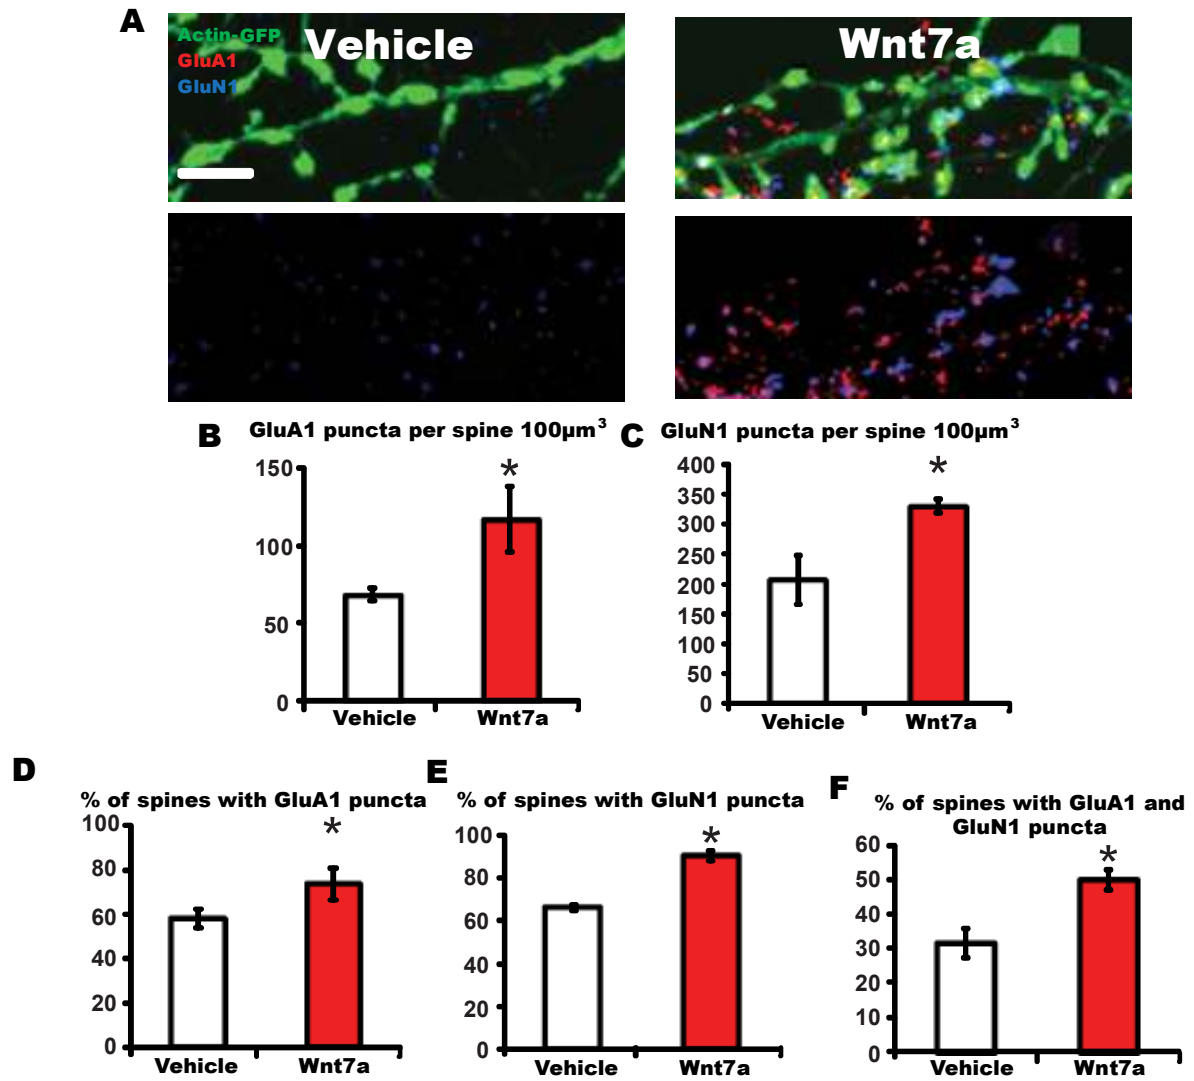 A
Actin-GFP
GluA1
GluN1
Vehicle
Wnt7a
B
GluA1 puncta per spine 100µm³
150
100
50
0
*
Vehicle
Wnt7a
C
GluN1 puncta per spine 100µm³
400
350
300
250
200
150
100
50
0
*
Vehicle
Wnt7a
D
% of spines with GluA1 puncta
100
80
60
40
20
0
*
Vehicle
Wnt7a
E
% of spines with GluN1 puncta
100
80
60
40
20
0
*
Vehicle
Wnt7a
F
% of spines with GluA1 and
GluN1 puncta
60
50
40
30
20
10
0
*
Vehicle
Wnt7a